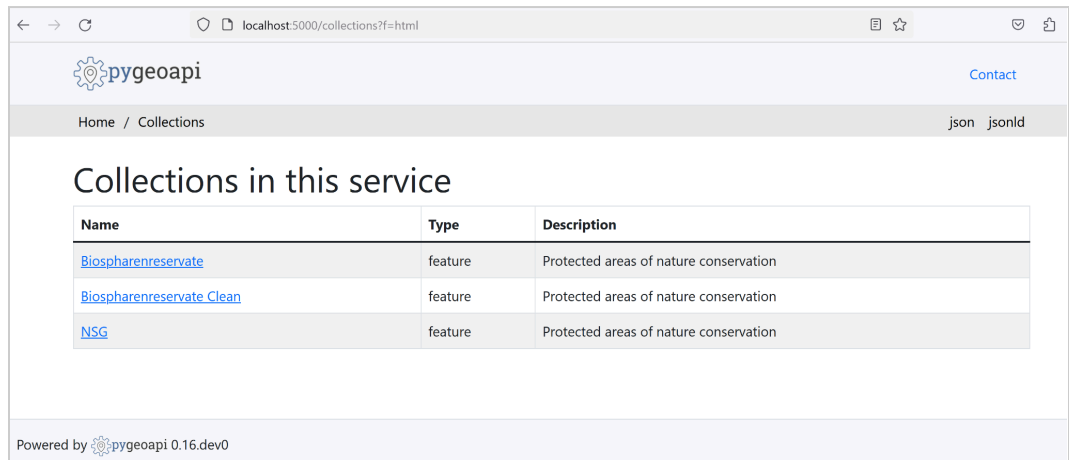 localhost:5000/collections?f=html
pygeoapi
Contact
Home / Collections
json jsonld
Collections in this service
Name Type Description
Biospharenreservate feature Protected areas of nature conservation
Biospharenreservate Clean feature Protected areas of nature conservation
NSG feature Protected areas of nature conservation
Powered by pygeoapi 0.16.dev0